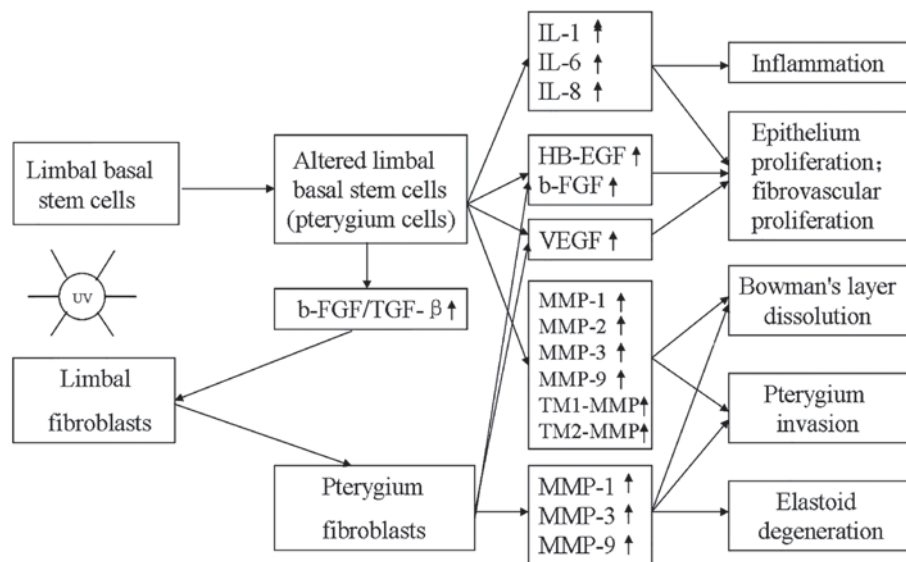 Limbal basal
stem cells
UV
Limbal
fibroblasts
Altered limbal
basal stem cells
(pterygium cells)
b-FGF/TGF-β↑
Pterygium
fibroblasts
IL-1 ↑
IL-6 ↑
IL-8 ↑
HB-EGF ↑
b-FGF ↑
VEGF ↑
MMP-1 ↑
MMP-2 ↑
MMP-3 ↑
MMP-9 ↑
TM1-MMP↑
TM2-MMP↑
MMP-1 ↑
MMP-3 ↑
MMP-9 ↑
Inflammation
Epithelium
proliferation;
fibrovascular
proliferation
Bowman's layer
dissolution
Pterygium
invasion
Elastoid
degeneration